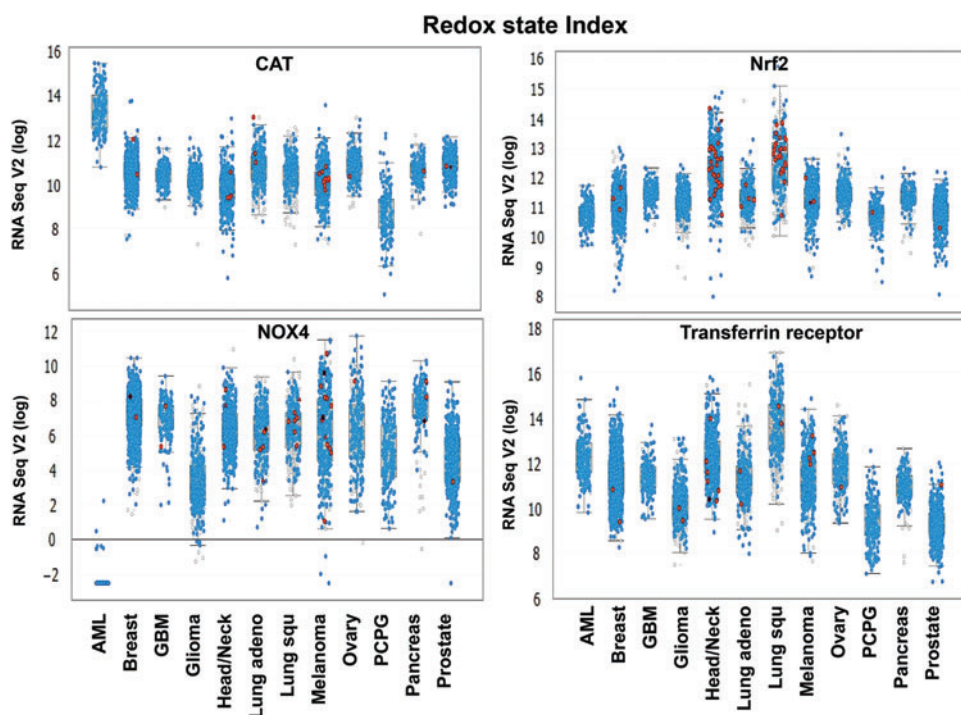 Redox state Index
CAT
RNA Seq V2 (log)
16
14
12
10
8
6
Nrf2
RNA Seq V2 (log)
16
15
14
13
12
11
10
9
8
NOX4
RNA Seq V2 (log)
12
10
8
6
4
2
0
−2
AML
Breast
GBM
Glioma
Head/Neck
Lung adeno
Lung squ
Melanoma
Ovary
PCPG
Pancreas
Prostate
Transferrin receptor
RNA Seq V2 (log)
18
16
14
12
10
8
6
AML
Breast
GBM
Glioma
Head/Neck
Lung adeno
Lung squ
Melanoma
Ovary
PCPG
Pancreas
Prostate